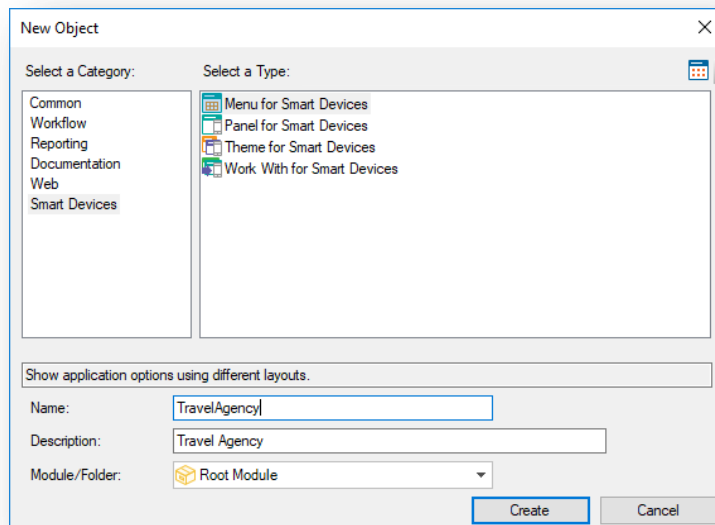 New Object
Select a Category:
Select a Type:
Common
Workflow
Reporting
Documentation
Web
Smart Devices
Menu for Smart Devices
Panel for Smart Devices
Theme for Smart Devices
Work With for Smart Devices
Show application options using different layouts.
Name:
TravelAgency
Description:
Travel Agency
Module/Folder:
Root Module
Create
Cancel